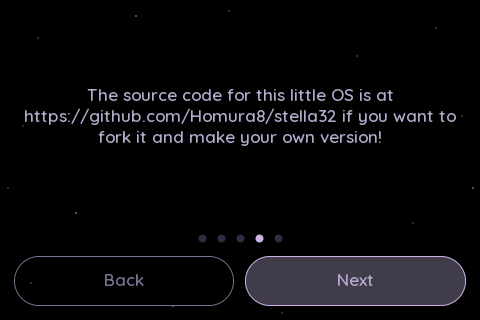 The source code for this little OS is at
https://github.com/Homura8/stella32 if you want to
fork it and make your own version!
Back
Next